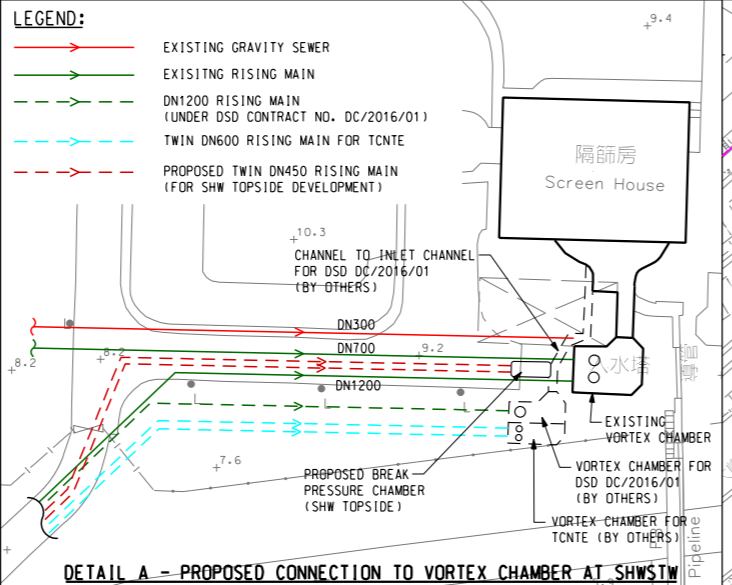 LEGEND:
EXISTING GRAVITY SEWER
EXISITNG RISING MAIN
DN1200 RISING MAIN
(UNDER DSD CONTRACT NO. DC/2016/01)
TWIN DN600 RISING MAIN FOR TCNTE
PROPOSED TWIN DN450 RISING MAIN
(FOR SHW TOPSIDE DEVELOPMENT)
9.4
隔篩房
Screen House
10.3
CHANNEL TO INLET CHANNEL
FOR DSD DC/2016/01
(BY OTHERS)
DN300
DN700
DN1200
8.2
8.2
9.2
入水塔
EXISTING
VORTEX CHAMBER
7.6
PROPOSED BREAK
PRESSURE CHAMBER
(SHW TOPSIDE)
VORTEX CHAMBER FOR
DSD DC/2016/01
(BY OTHERS)
VORTEX CHAMBER FOR
TCNTE (BY OTHERS)
Pipeline
DETAIL A - PROPOSED CONNECTION TO VORTEX CHAMBER AT SHWSTW